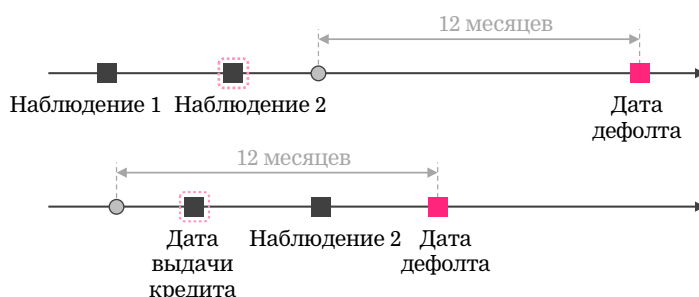 12 месяцев
Наблюдение 1 Наблюдение 2 Дата
дефолта
12 месяцев
Дата Наблюдение 2 Дата
выдачи дефолта
кредита